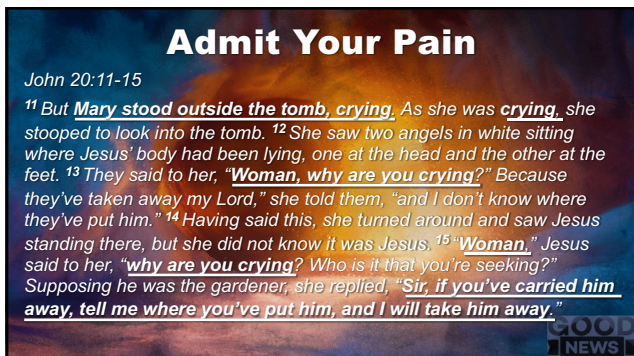 Admit Your Pain
John 20:11-15
¹¹ But Mary stood outside the tomb, crying. As she was crying, she
stooped to look into the tomb. ¹² She saw two angels in white sitting
where Jesus’ body had been lying, one at the head and the other at the
feet. ¹³ They said to her, “Woman, why are you crying?” Because
they’ve taken away my Lord,” she told them, “and I don’t know where
they’ve put him.” ¹⁴ Having said this, she turned around and saw Jesus
standing there, but she did not know it was Jesus. ¹⁵ “Woman,” Jesus
said to her, “why are you crying? Who is it that you’re seeking?”
Supposing he was the gardener, she replied, “Sir, if you’ve carried him
away, tell me where you’ve put him, and I will take him away.”
GOOD
NEWS